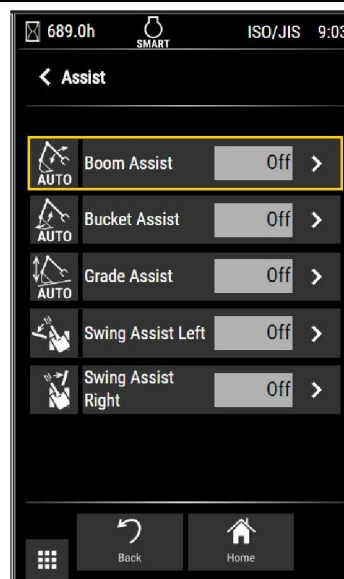 689.0h SMART ISO/JIS 9:03
Assist
AUTO Boom Assist Off
AUTO Bucket Assist Off
AUTO Grade Assist Off
Swing Assist Left Off
Swing Assist
Right Off
Back Home